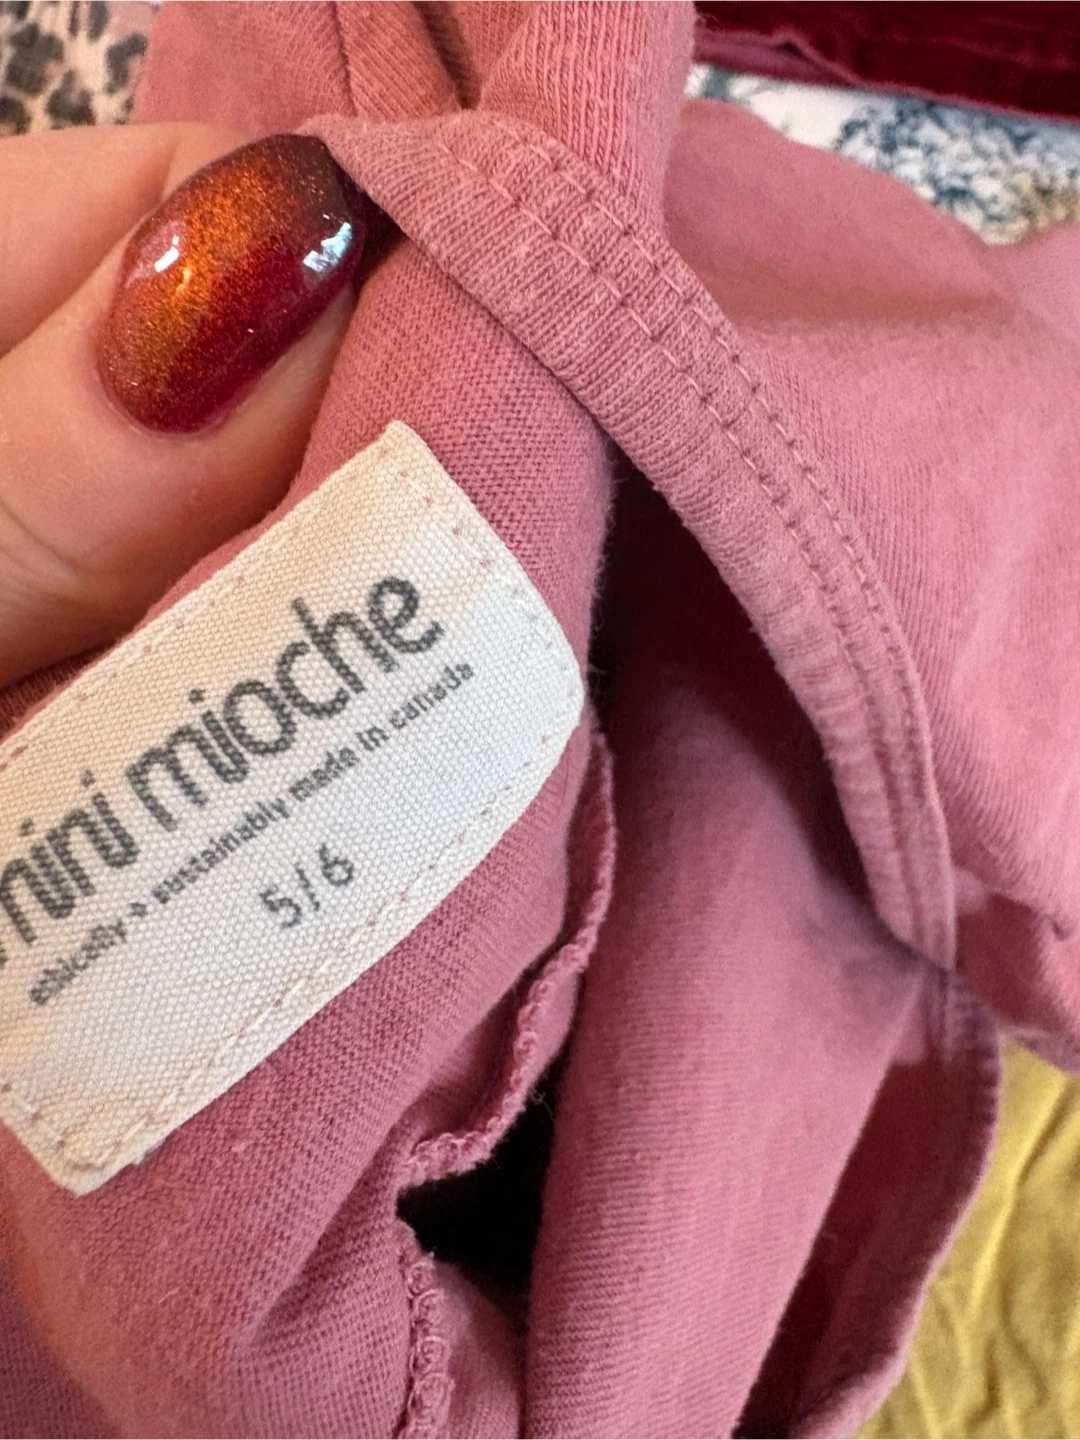 mini mioche
ethically + sustainably made in canada
5/6